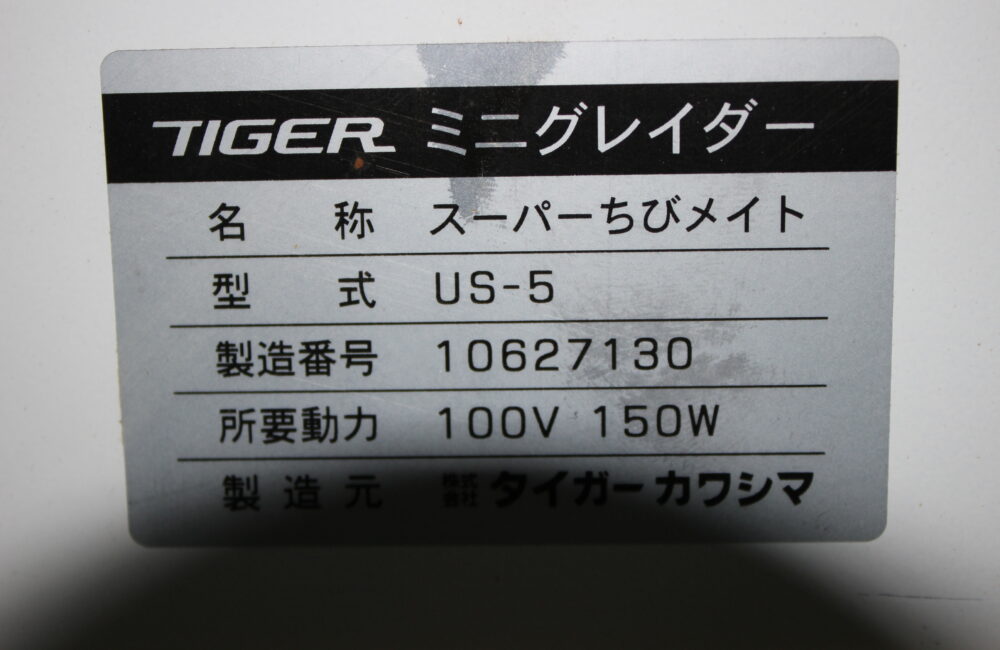 TIGER ミニグレイダー
名称 スーパーちびメイト
型式 US-5
製造番号 10627130
所要動力 100V 150W
製造元 株式会社 タイガーカワシマ